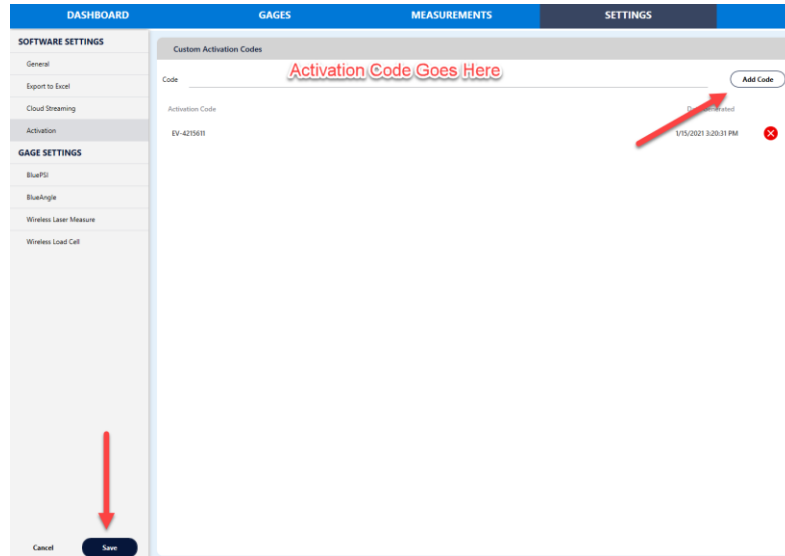 DASHBOARD GAGES MEASUREMENTS SETTINGS
SOFTWARE SETTINGS
General
Export to Excel
Cloud Streaming
Activation
GAGE SETTINGS
BluePSI
BlueAngle
Wireless Laser Measure
Wireless Load Cell
Cancel Save
Custom Activation Codes
Code Activation Code Goes Here Add Code
Activation Code
EV-4215611 1/15/2021 3:20:31 PM